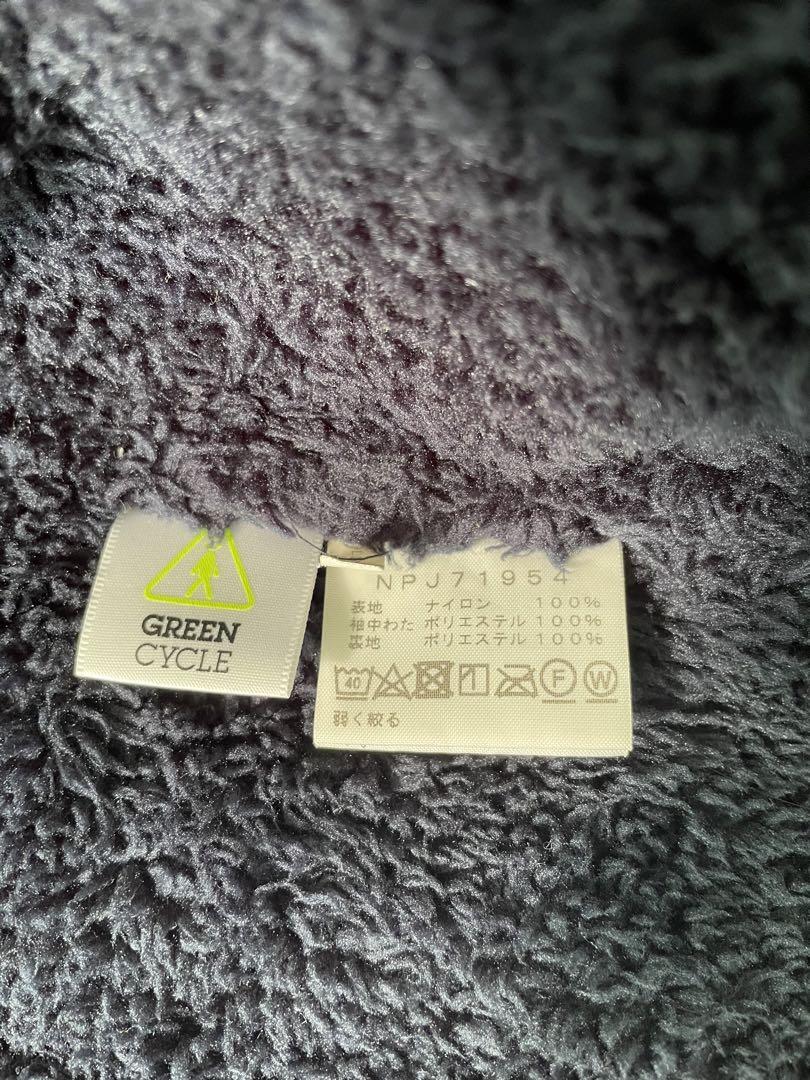 GREEN
CYCLE
NPJ71954
表地 ナイロン 100%
袖中わた ポリエステル 100%
裏地 ポリエステル 100%
40 F W
弱く絞る